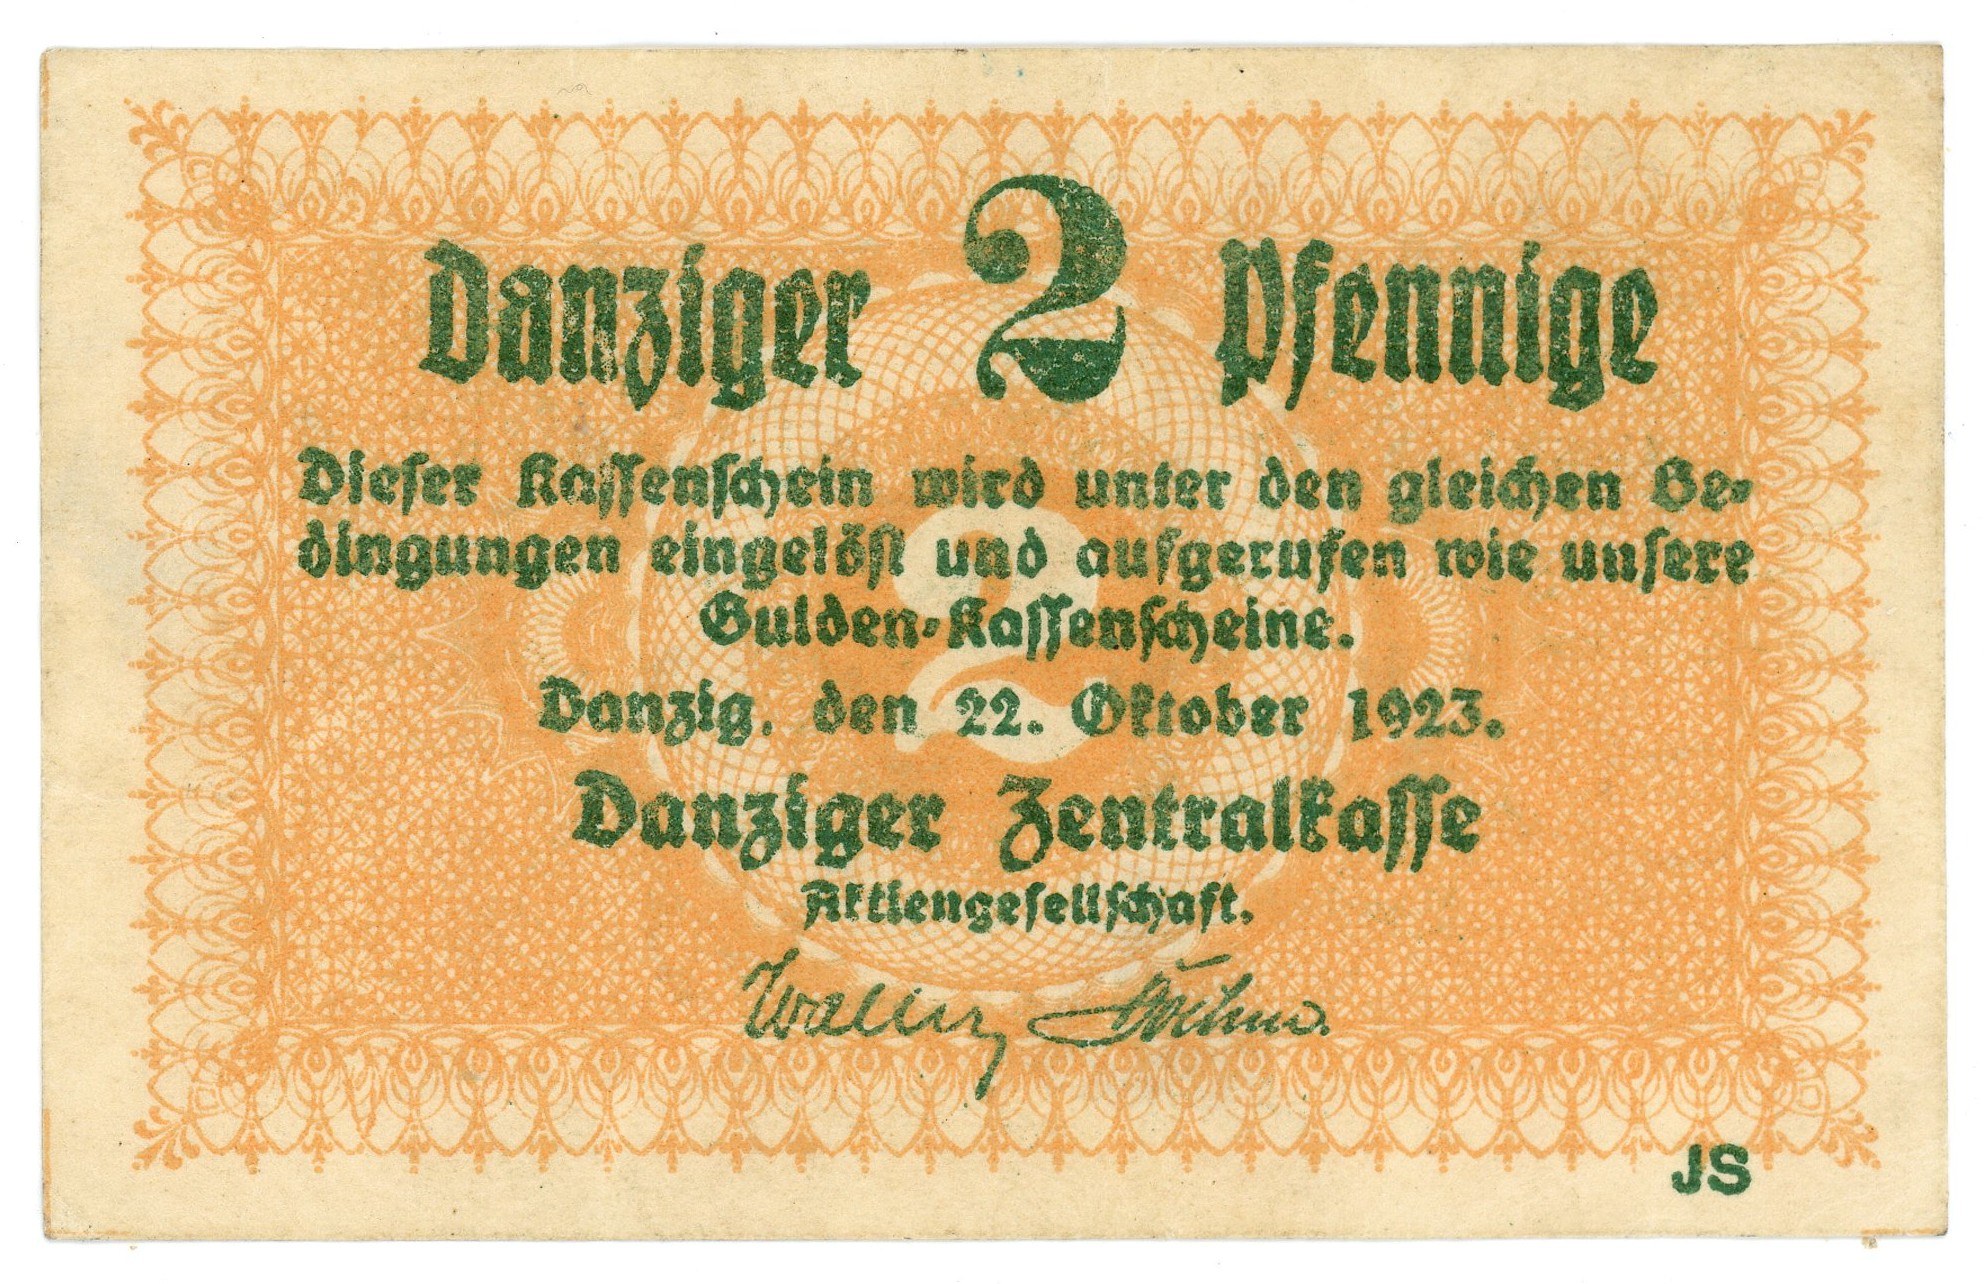 Danziger 2 Pfennige
Dieser Kassenschein wird unter den gleichen Be-
dingungen eingelöst und aufgerufen wie unsere
Gulden-Kassenscheine.
2
Danzig, den 22. Oktober 1923.
Danziger Zentralkasse
Aktiengesellschaft.
JS